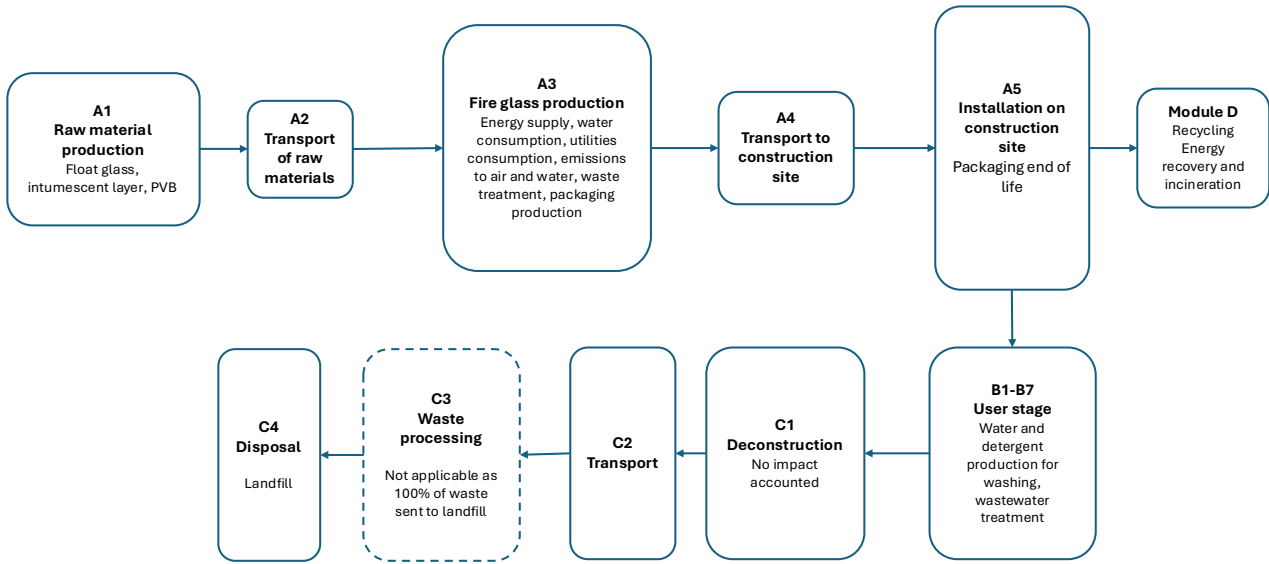 A1
Raw material
production
Float glass,
intumescent layer, PVB
A2
Transport
of raw
materials
A3
Fire glass production
Energy supply, water
consumption, utilities
consumption, emissions
to air and water, waste
treatment, packaging
production
A4
Transport to
construction
site
A5
Installation on
construction
site
Packaging end of
life
Module D
Recycling
Energy
recovery and
incineration
C4
Disposal
Landfill
C3
Waste
processing
Not applicable as
100% of waste
sent to landfill
C2
Transport
C1
Deconstruction
No impact
accounted
B1-B7
User stage
Water and
detergent
production for
washing,
wastewater
treatment